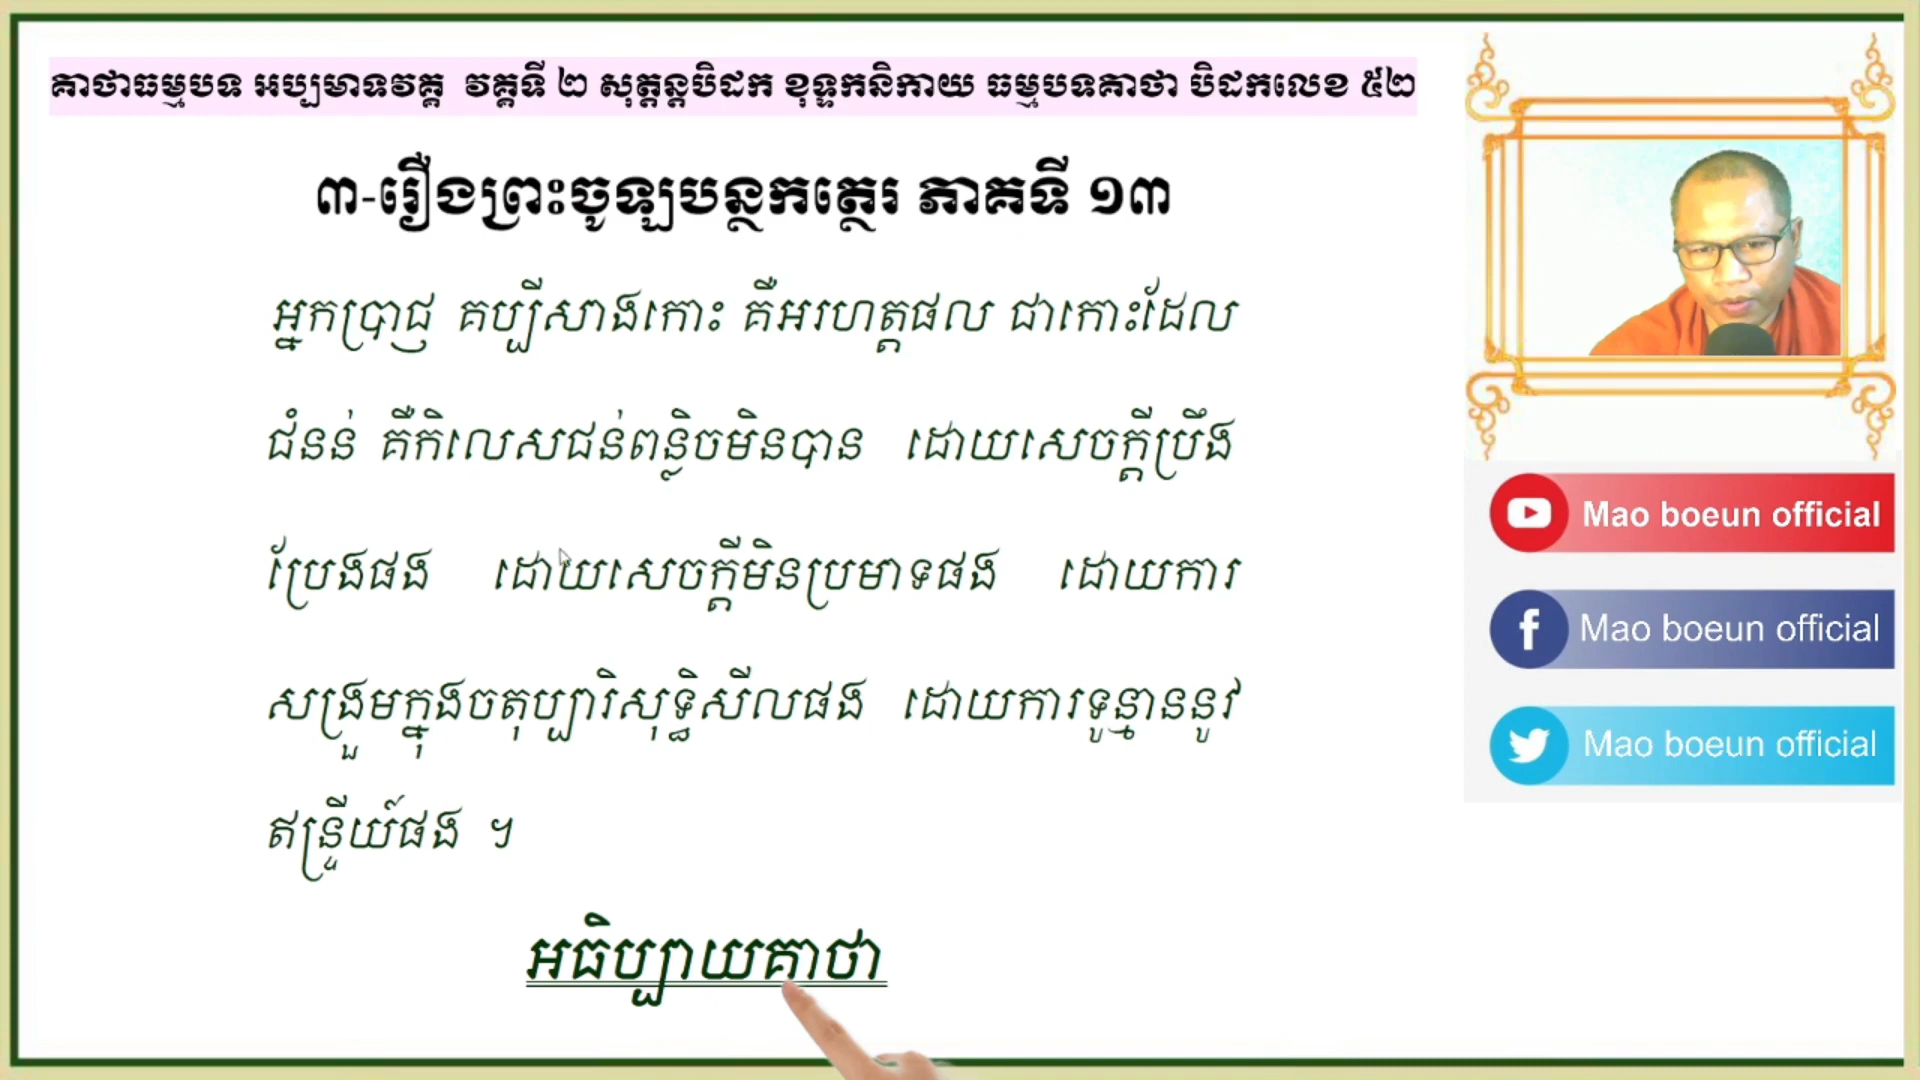 គាថាធម្មបទ អប្បមាទវគ្គ វគ្គទី ២ សុត្តន្តបិដក ខុទ្ទកនិកាយ ធម្មបទគាថា បិដកលេខ ៥២
៣-រឿងព្រះចូឡបន្ថកត្ថេរ ភាគទី ១៣
អ្នកប្រាជ្ញ គប្បីសាងកោះ គឺអរហត្តផល ជាកោះដែល
ជំនន់ គឺកិលេសជន់ពន្លិចមិនបាន ដោយសេចក្តីប្រឹង
ប្រែងផង ដោយសេចក្តីមិនប្រមាទផង ដោយការ
សង្រួមក្នុងចតុប្បារិសុទ្ធិសីលផង ដោយការទូន្មាននូវ
ឥន្ទ្រីយ៍ផង ។
អធិប្បាយគាថា
Mao boeun official
Mao boeun official
Mao boeun official